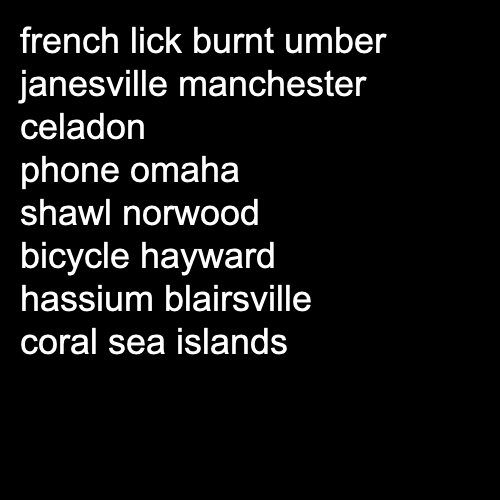 french lick burnt umber
janesville manchester
celadon
phone omaha
shawl norwood
bicycle hayward
hassium blairsville
coral sea islands